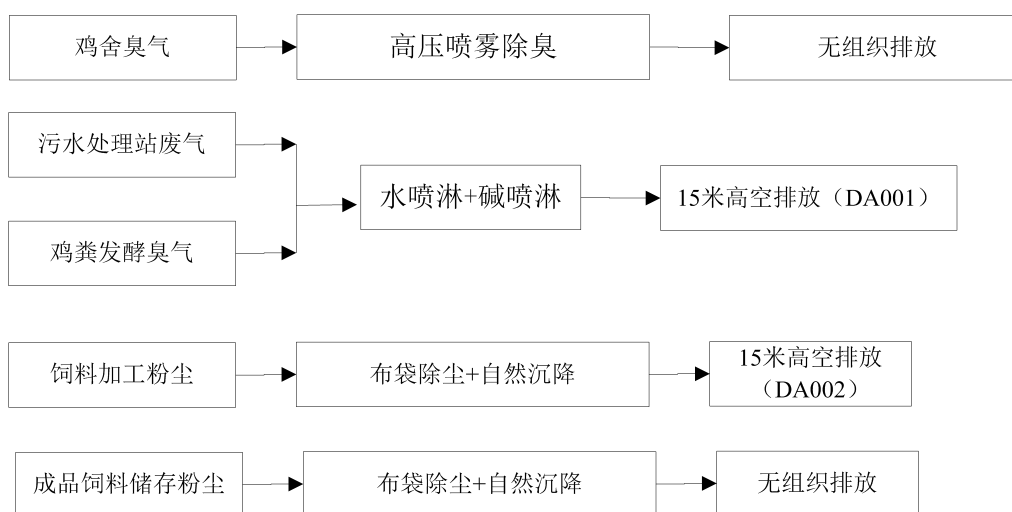 鸡舍臭气
高压喷雾除臭
无组织排放
污水处理站废气
鸡粪发酵臭气
水喷淋+碱喷淋
15米高空排放（DA001）
饲料加工粉尘
布袋除尘+自然沉降
15米高空排放
（DA002）
成品饲料储存粉尘
布袋除尘+自然沉降
无组织排放